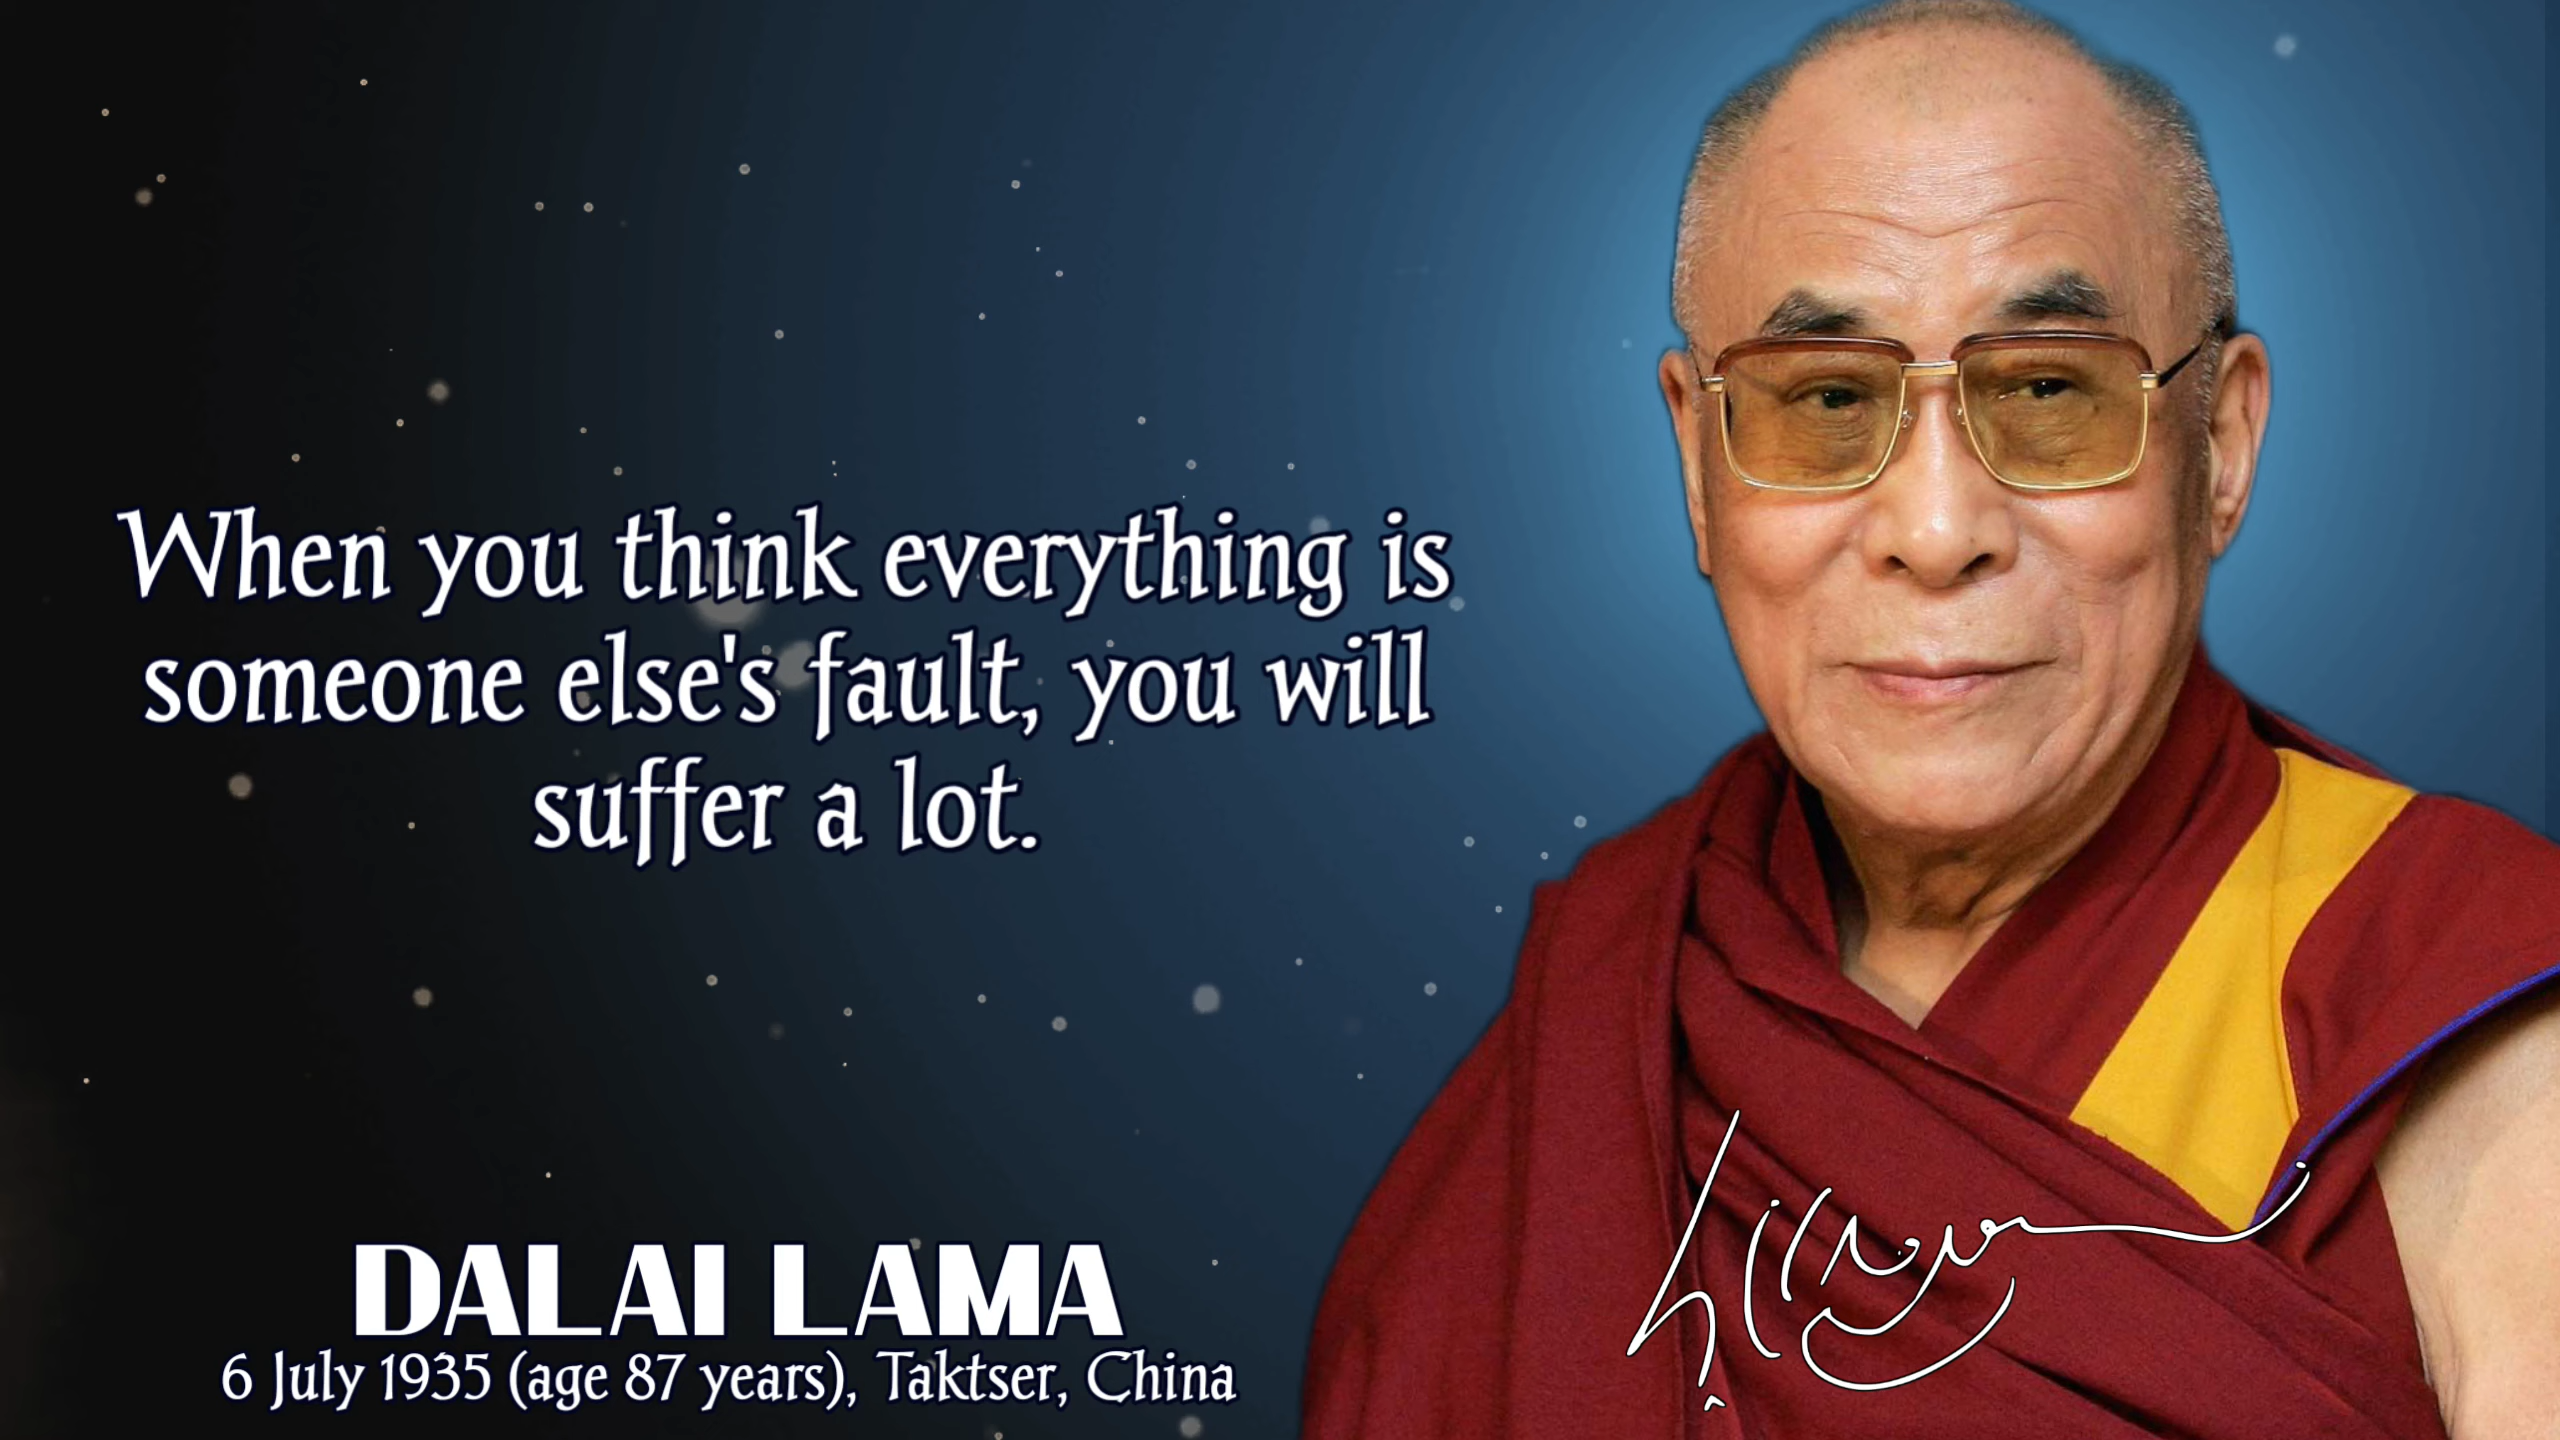 When you think everything is
someone else's fault, you will
suffer a lot.
DALAI LAMA
6 July 1935 (age 87 years), Taktser, China